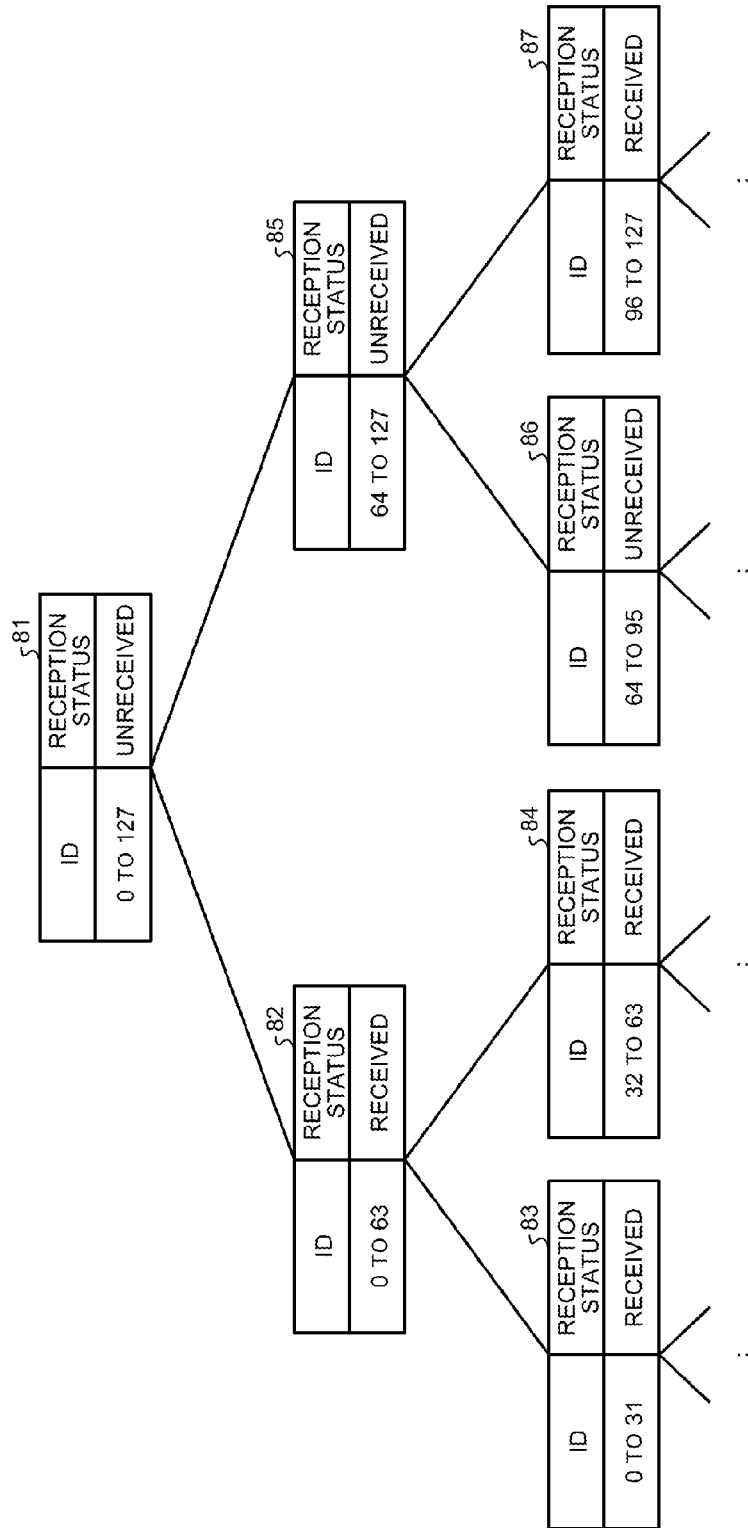 81
ID
RECEPTION
STATUS
0 TO 127
UNRECEIVED
82
ID
RECEPTION
STATUS
0 TO 63
RECEIVED
85
ID
RECEPTION
STATUS
64 TO 127
UNRECEIVED
83
ID
RECEPTION
STATUS
0 TO 31
RECEIVED
84
ID
RECEPTION
STATUS
32 TO 63
RECEIVED
86
ID
RECEPTION
STATUS
64 TO 95
UNRECEIVED
87
ID
RECEPTION
STATUS
96 TO 127
RECEIVED